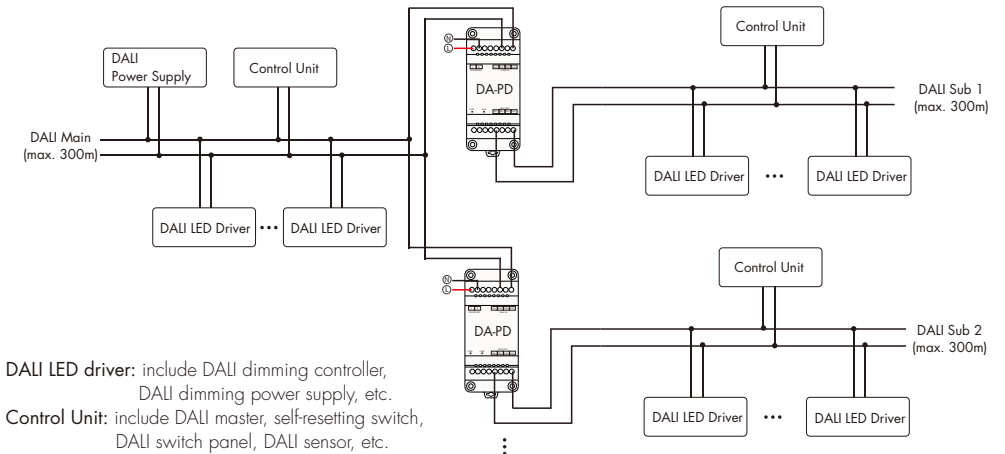 DALI
Power Supply
Control Unit
DALI Main
(max. 300m)
DALI LED Driver
•••
DALI LED Driver
N
L
DA-PD
Control Unit
DALI Sub 1
(max. 300m)
DALI LED Driver
•••
DALI LED Driver
N
L
DA-PD
Control Unit
DALI Sub 2
(max. 300m)
DALI LED Driver
•••
DALI LED Driver
DALI LED driver: include DALI dimming controller,
DALI dimming power supply, etc.
Control Unit: include DALI master, self-resetting switch,
DALI switch panel, DALI sensor, etc.